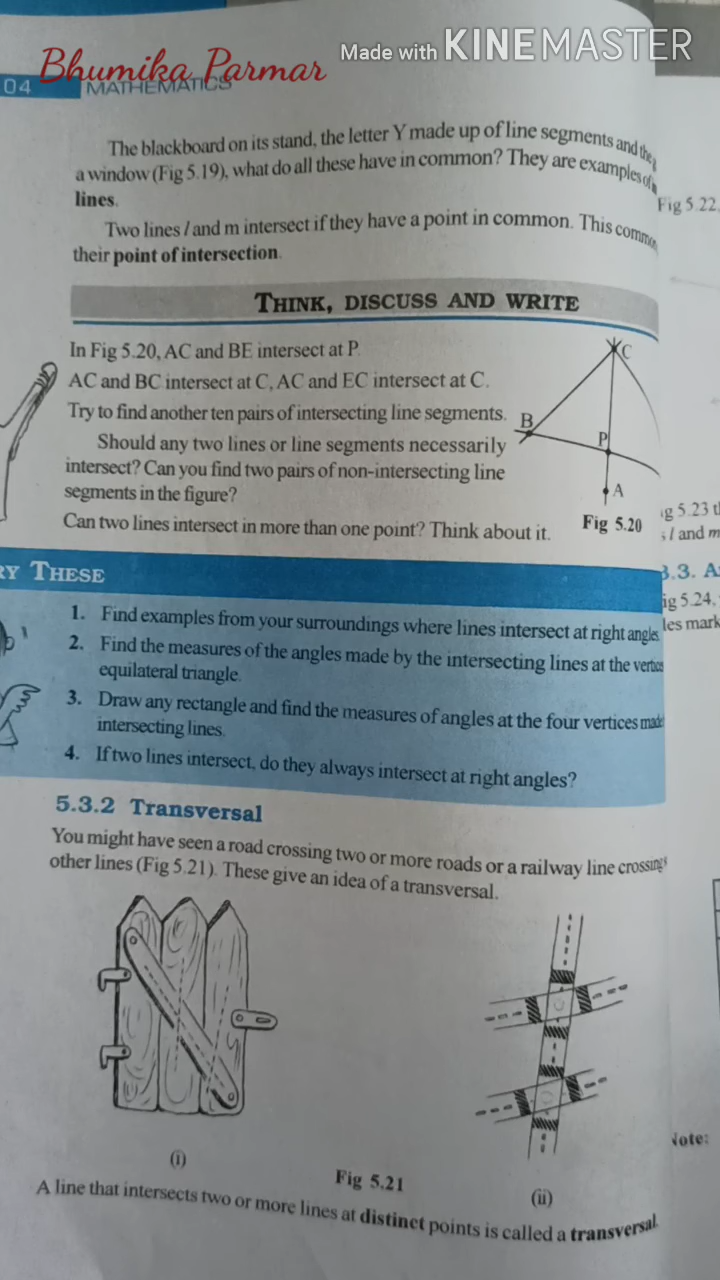 Made with KINEMASTER
Bhumika Parmar
04 MATHEMATICS
The blackboard on its stand, the letter Y made up of line segments and the
a window (Fig 5.19), what do all these have in common? They are examples of
lines.
Fig 5.22,
Two lines l and m intersect if they have a point in common. This
their point of intersection.
THINK, DISCUSS AND WRITE
In Fig 5.20, AC and BE intersect at P.
AC and BC intersect at C, AC and EC intersect at C.
Try to find another ten pairs of intersecting line segments.
Should any two lines or line segments necessarily
intersect? Can you find two pairs of non-intersecting line
segments in the figure?
Can two lines intersect in more than one point? Think about it.
C
B
P
A
Fig 5.20
g 5.23
l and m
3.3. A
ig 5.24,
les mark
RY THESE
1. Find examples from your surroundings where lines intersect at right angles.
2. Find the measures of the angles made by the intersecting lines at the
equilateral triangle.
3. Draw any rectangle and find the measures of angles at the four vertices
intersecting lines.
4. If two lines intersect, do they always intersect at right angles?
5.3.2 Transversal
You might have seen a road crossing two or more roads or a railway line crossing
other lines (Fig 5.21). These give an idea of a transversal.
(i)
Fig 5.21
(ii)
Note:
A line that intersects two or more lines at distinct points is called a transversal.